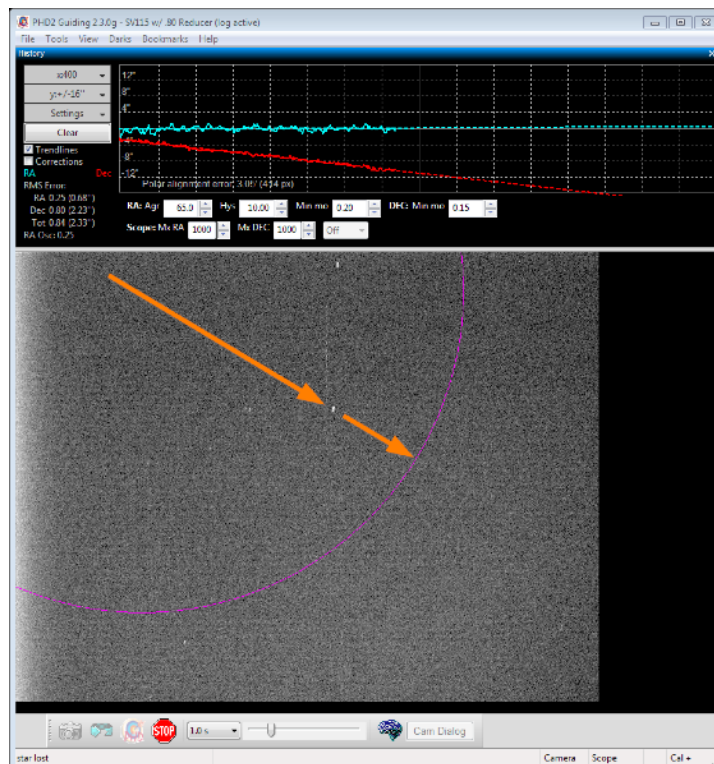 PHD2 Guiding 2.3.0g - SV115 w/ .80 Reducer (log active)
File Tools View Darks Bookmarks Help
History
x:400
y:+/-16"
Settings
Clear
Trendlines
Corrections
RA Dec
RMS Error:
RA 0.25 (0.68")
Dec 0.80 (2.23")
Tot 0.84 (2.33")
RA Osc: 0.25
12"
8"
4"
-4"
-8"
-12"
Polar alignment error: 3.09' (414 px)
RA: Agr 65.0 Hys 10.00 Min mo 0.20 DEC: Min mo 0.15
Scope: Mx RA 1000 Mx DEC 1000 Off
STOP 1.0 s Cam Dialog
star lost Camera Scope Cal +